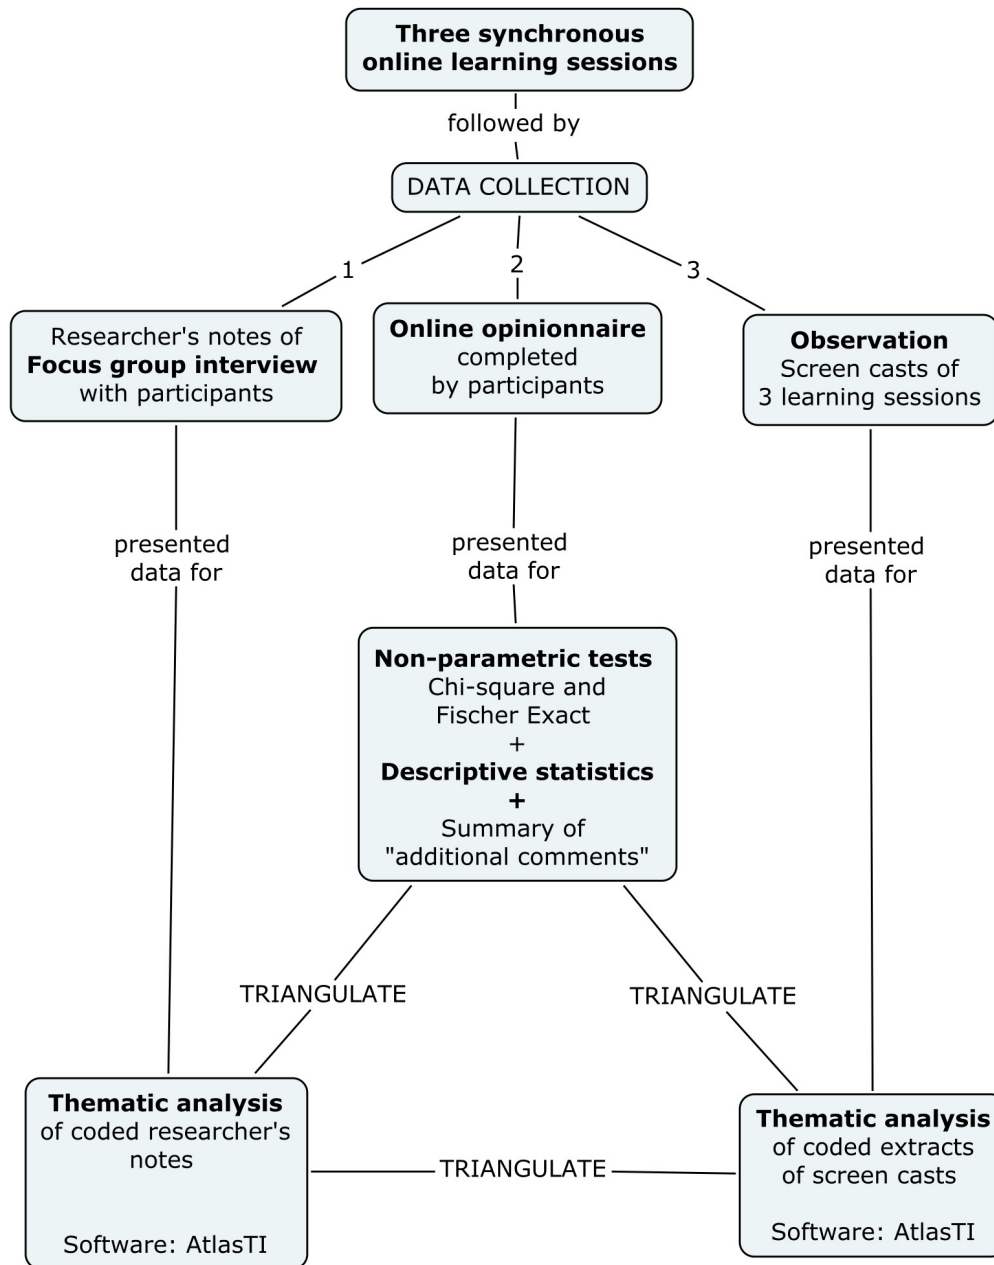 Three synchronous
online learning sessions
followed by
DATA COLLECTION
1
2
3
Researcher's notes of
Focus group interview
with participants
Online opinionnaire
completed
by participants
Observation
Screen casts of
3 learning sessions
presented
data for
presented
data for
presented
data for
Non-parametric tests
Chi-square and
Fischer Exact
+
Descriptive statistics
+
Summary of
"additional comments"
TRIANGULATE
TRIANGULATE
Thematic analysis
of coded researcher's
notes
Software: AtlasTI
TRIANGULATE
Thematic analysis
of coded extracts
of screen casts
Software: AtlasTI